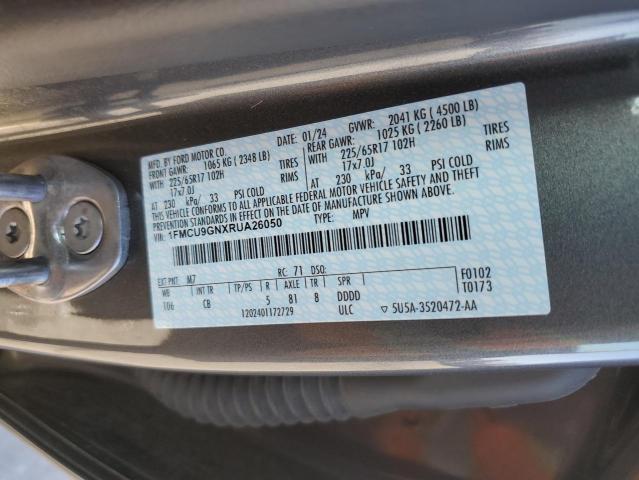 MFD. BY FORD MOTOR CO.
DATE: 01/24 GVWR: 2041 KG ( 4500 LB)
FRONT GAWR: 1065 KG ( 2348 LB) REAR GAWR: 1025 KG ( 2260 LB)
WITH 225/65R17 102H TIRES WITH 225/65R17 102H TIRES
17x7.0J RIMS 17x7.0J RIMS
AT 230 kPa/ 33 PSI COLD AT 230 kPa/ 33 PSI COLD
THIS VEHICLE CONFORMS TO ALL APPLICABLE FEDERAL MOTOR VEHICLE SAFETY AND THEFT
PREVENTION STANDARDS IN EFFECT ON THE DATE OF MANUFACTURE SHOWN ABOVE.
VIN: 1FMCU9GNXRUA26050 TYPE: MPV
EXT PNT: M7 RC: 71 DSO: F0102
WB INT TR TP/PS R AXLE TR SPR T0173
T06 CB 5 81 8 DDDD
1202401172729 ULC ▽ 5U5A-3520472-AA